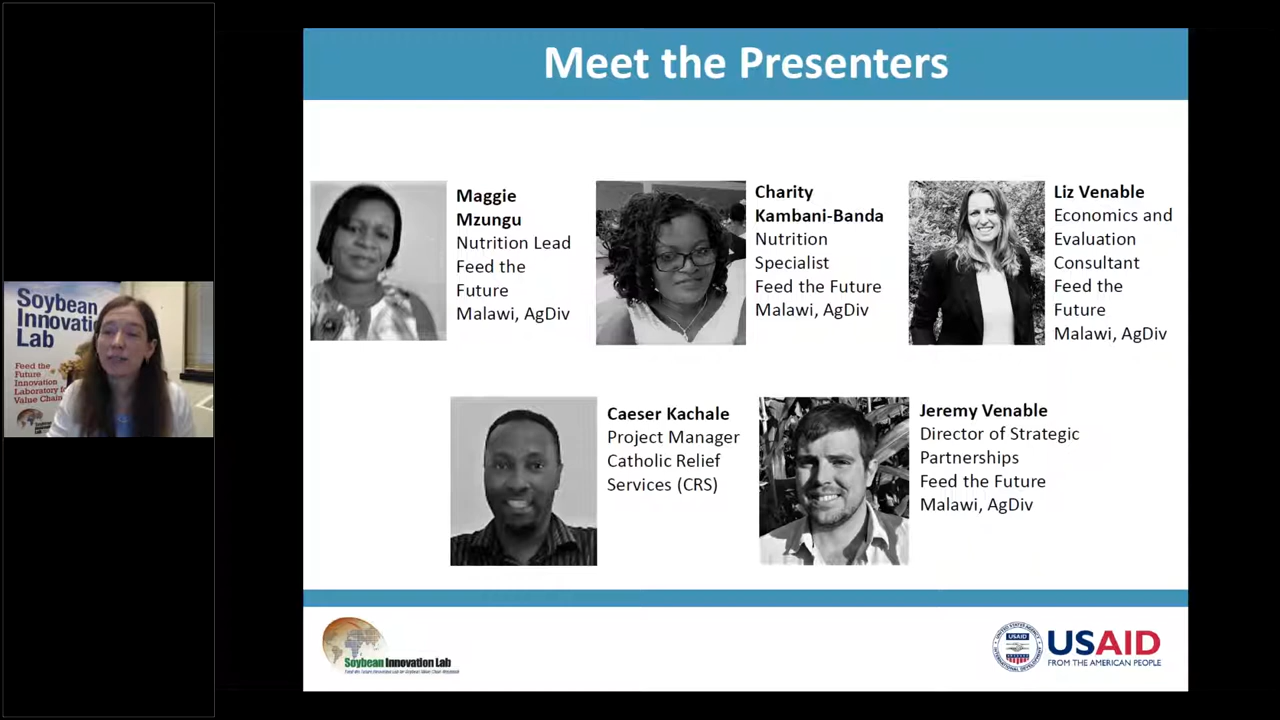 Meet the Presenters
Maggie
Mzungu
Nutrition Lead
Feed the
Future
Malawi, AgDiv
Charity
Kambani-Banda
Nutrition
Specialist
Feed the Future
Malawi, AgDiv
Liz Venable
Economics and
Evaluation
Consultant
Feed the
Future
Malawi, AgDiv
Caeser Kachale
Project Manager
Catholic Relief
Services (CRS)
Jeremy Venable
Director of Strategic
Partnerships
Feed the Future
Malawi, AgDiv
Soybean
Innovatio
Lab
Feed the
Future
Innovation
Laboratory
Value Chain
Soybean Innovation Lab
USAID
USAID
FROM THE AMERICAN PEOPLE